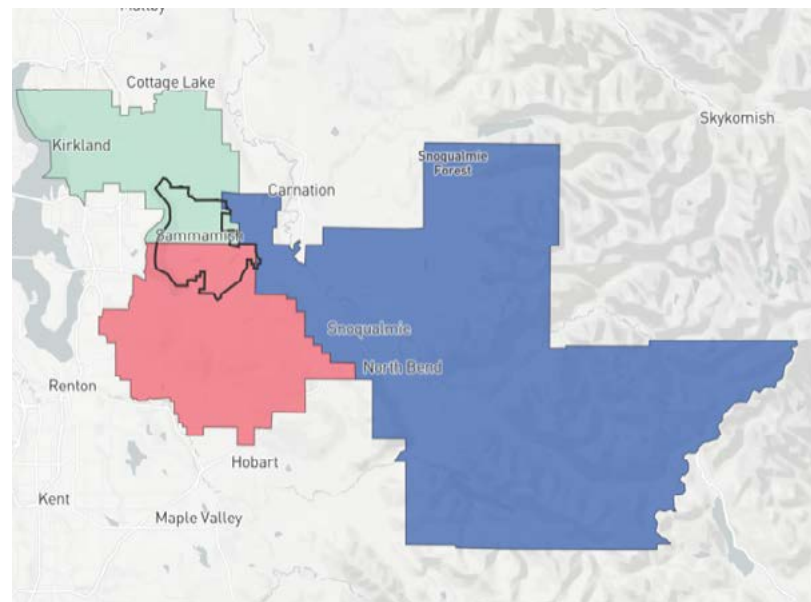 Cottage Lake
Skykomish
Kirkland
Snoqualmie
Forest
Carnation
Sammamish
Snoqualmie
North Bend
Renton
Hobart
Kent
Maple Valley